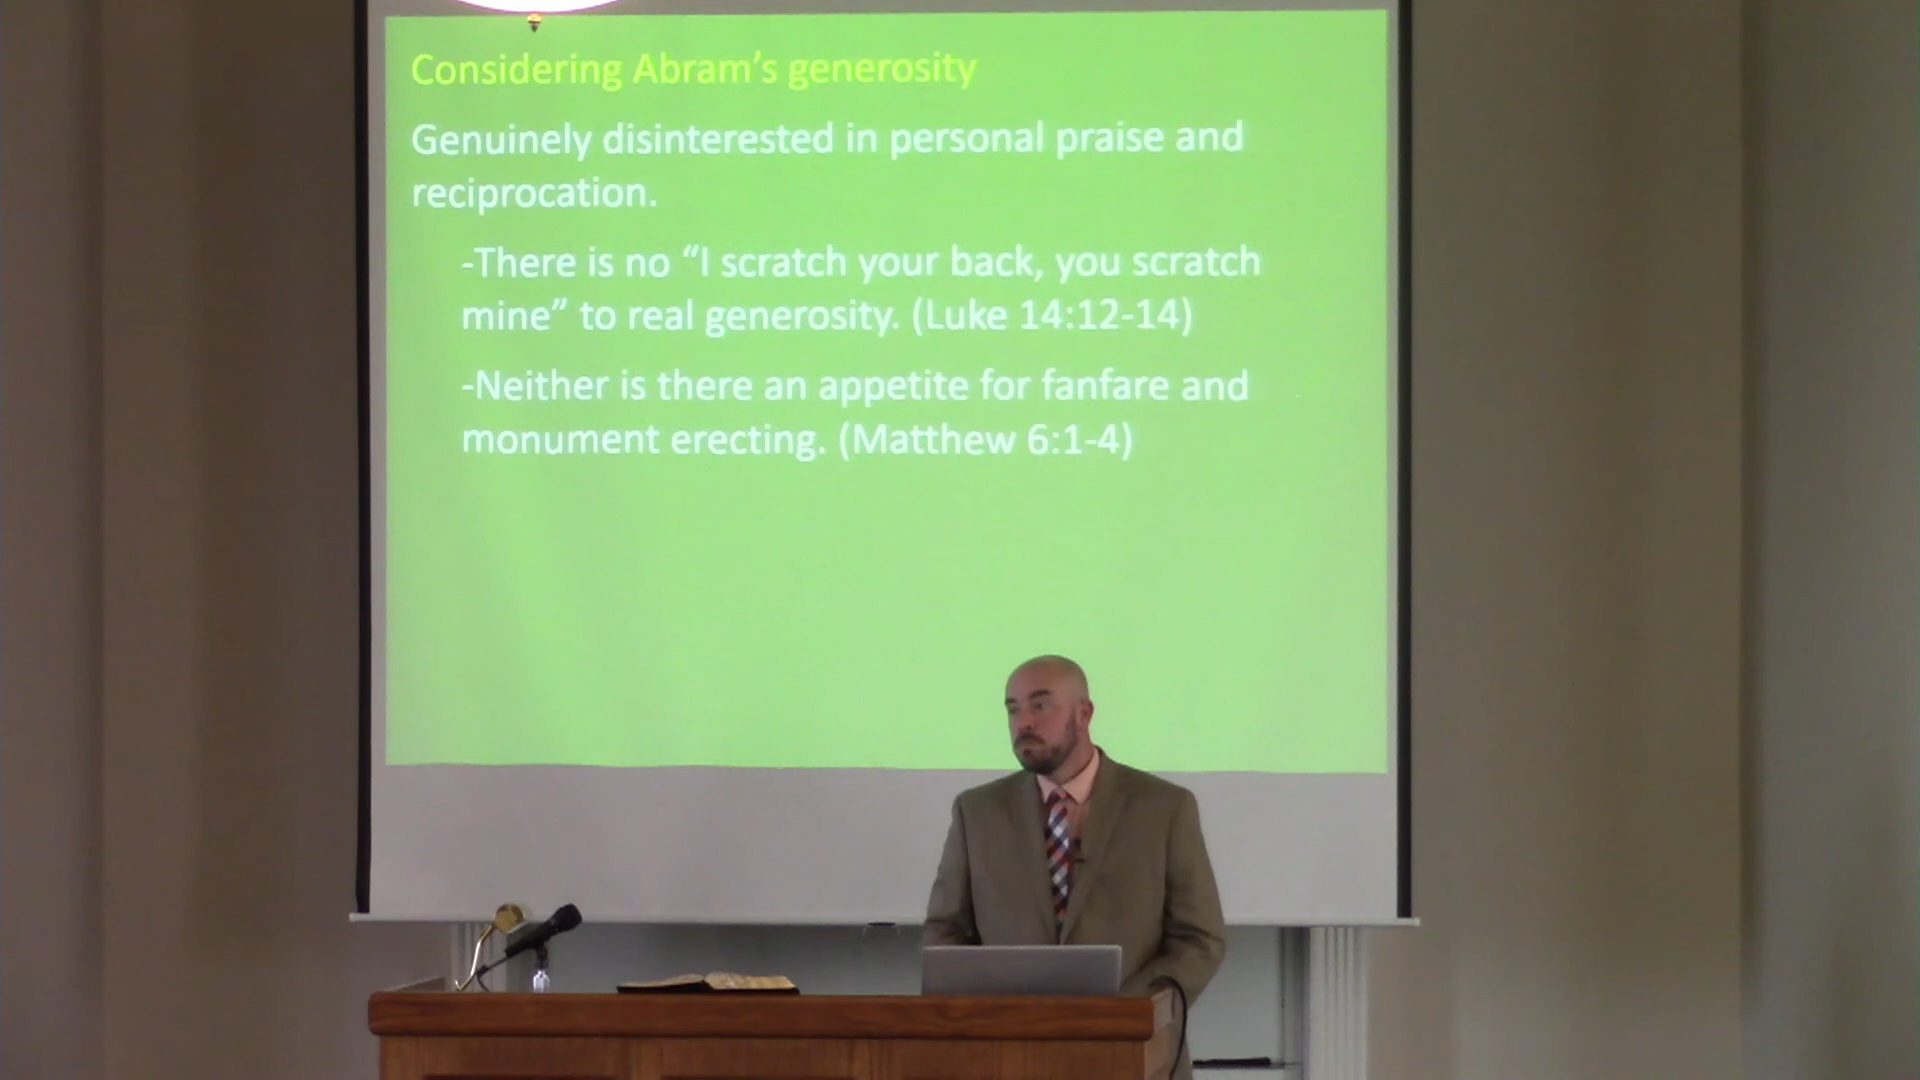 Considering Abram’s generosity
Genuinely disinterested in personal praise and
reciprocation.
-There is no “I scratch your back, you scratch
mine” to real generosity. (Luke 14:12-14)
-Neither is there an appetite for fanfare and
monument erecting. (Matthew 6:1-4)